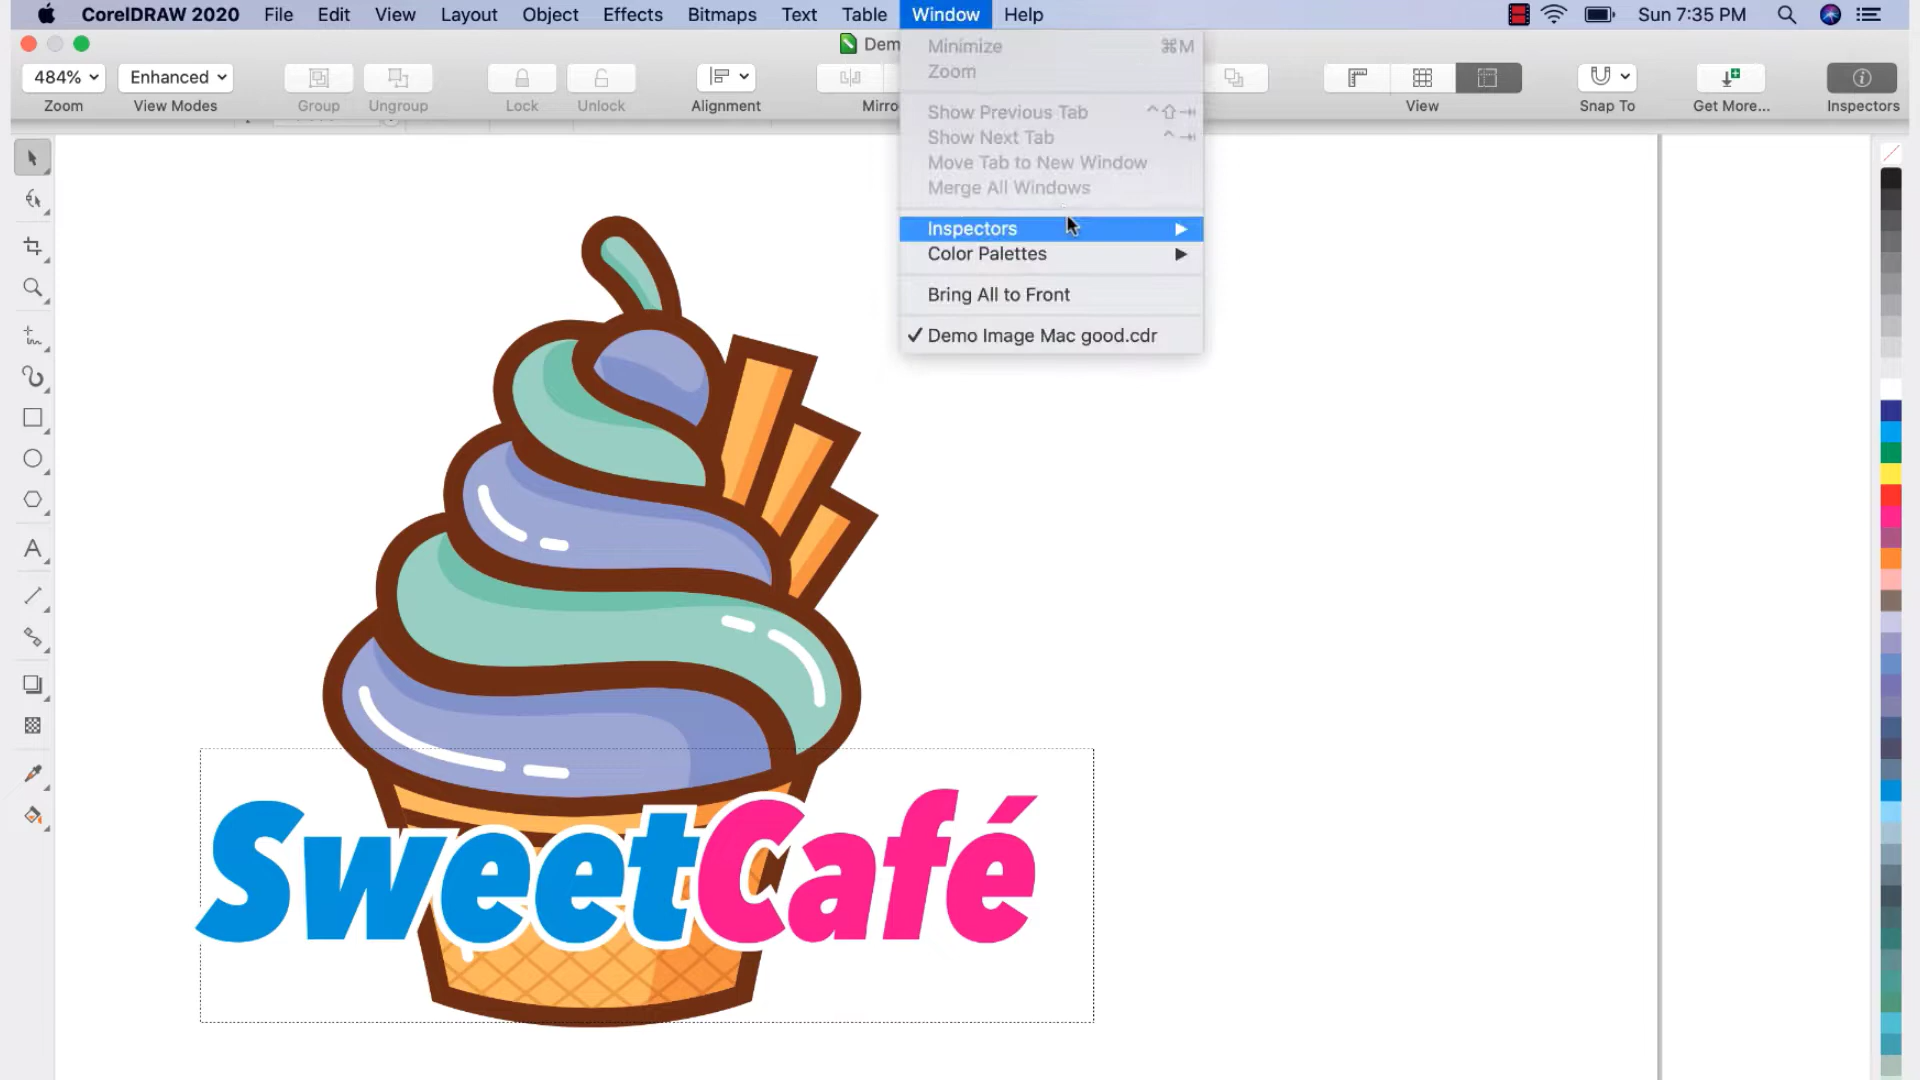 CorelDRAW 2020 File Edit View Layout Object Effects Bitmaps Text Table Window Help Sun 7:35 PM
Dem
484% Enhanced
Zoom View Modes Group Ungroup Lock Unlock Alignment Mirro View Snap To Get More... Inspectors
Minimize ⌘M
Zoom
Show Previous Tab
Show Next Tab
Move Tab to New Window
Merge All Windows
Inspectors
Color Palettes
Bring All to Front
✓ Demo Image Mac good.cdr
SweetCafé